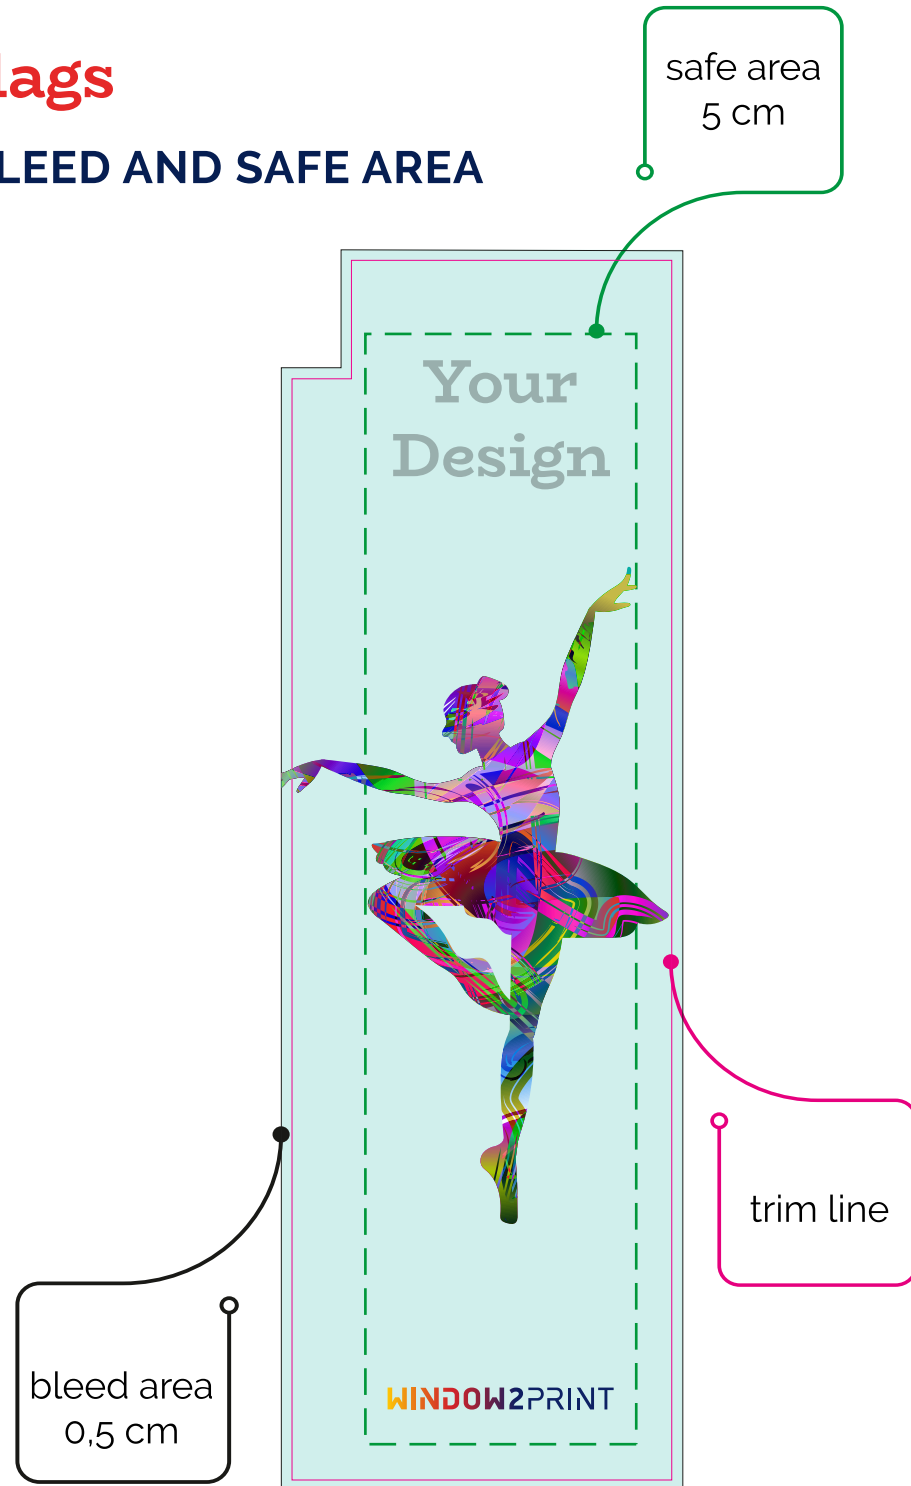 lags
LEED AND SAFE AREA
safe area
5 cm
Your
Design
trim line
bleed area
0,5 cm
WINDOW2PRINT